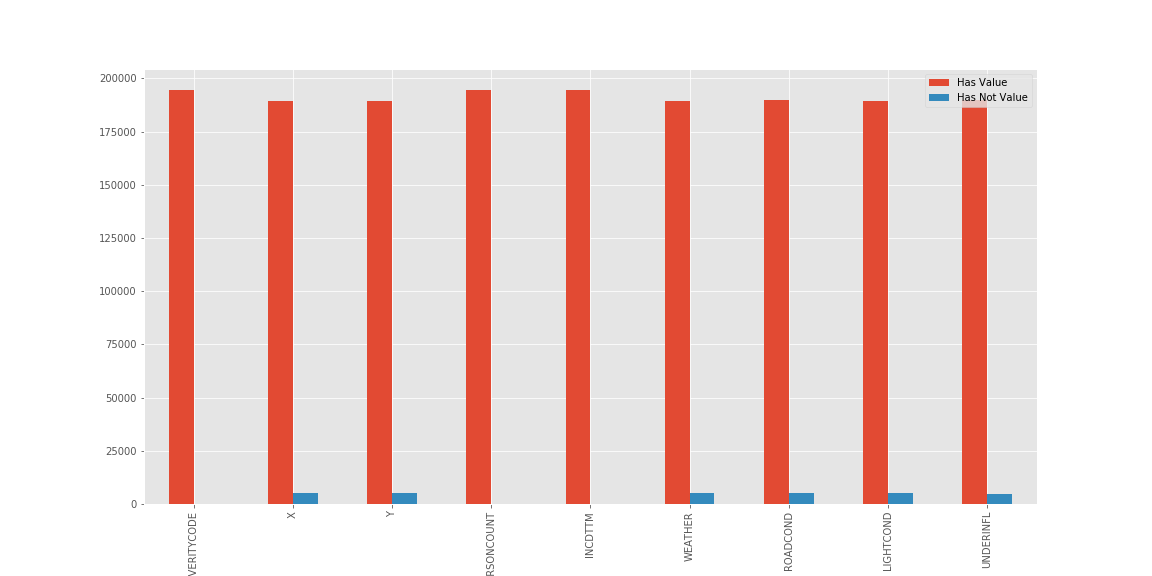 Has Value
Has Not Value
200000
175000
150000
125000
100000
75000
50000
25000
0
VERITYCODE
X
Y
RSONCOUNT
INCDTTM
WEATHER
ROADCOND
LIGHTCOND
UNDERINFL